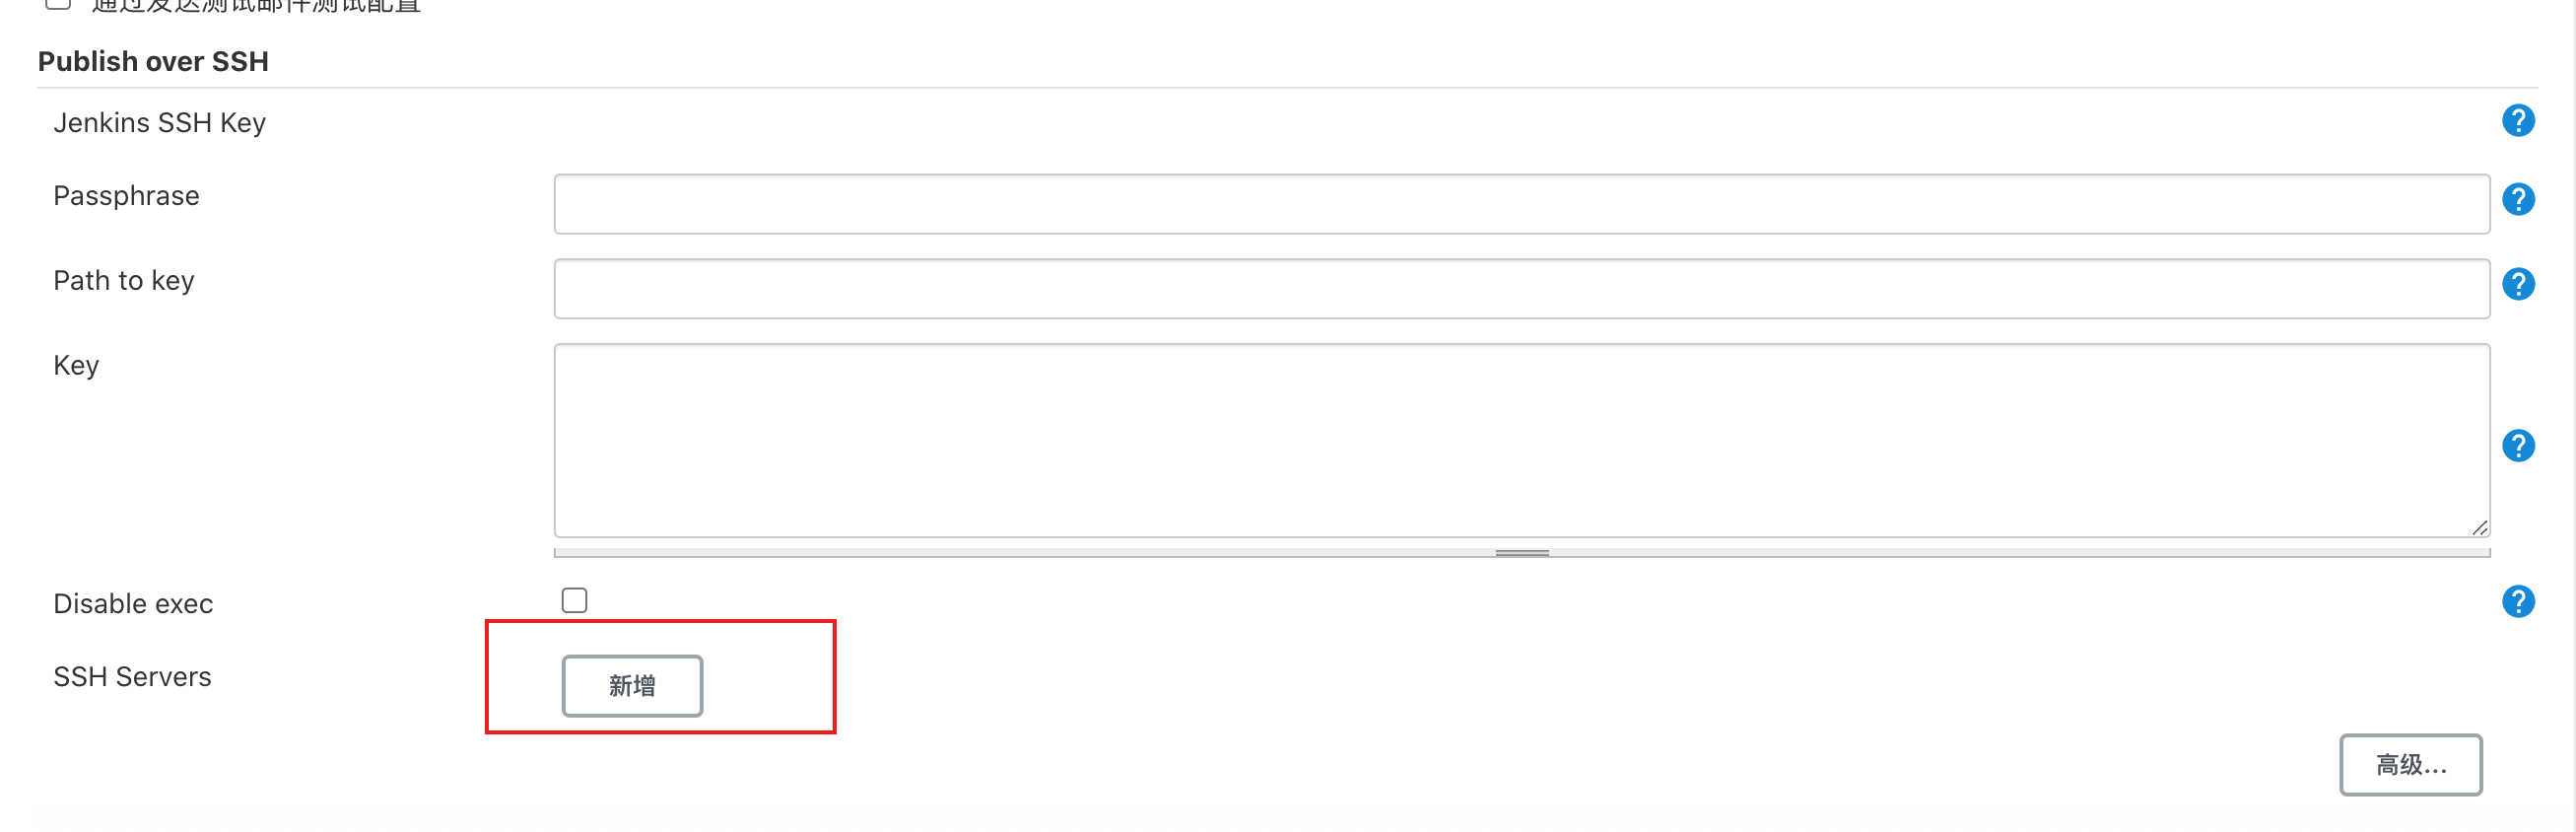 通过发送测试邮件测试配置
Publish over SSH
Jenkins SSH Key
Passphrase
Path to key
Key
Disable exec
SSH Servers
新增
高级...